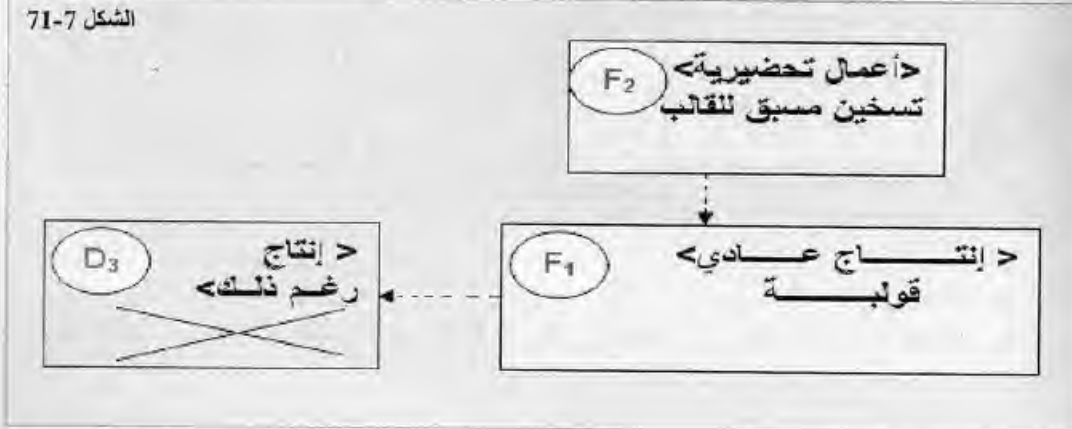 الشكل 7-71
F2
<أعمال تحضيرية>
تسخين مسبق للقالب
D3
< إنتاج
رغم ذلك>
F1
< إنتاج عادي>
قولبة